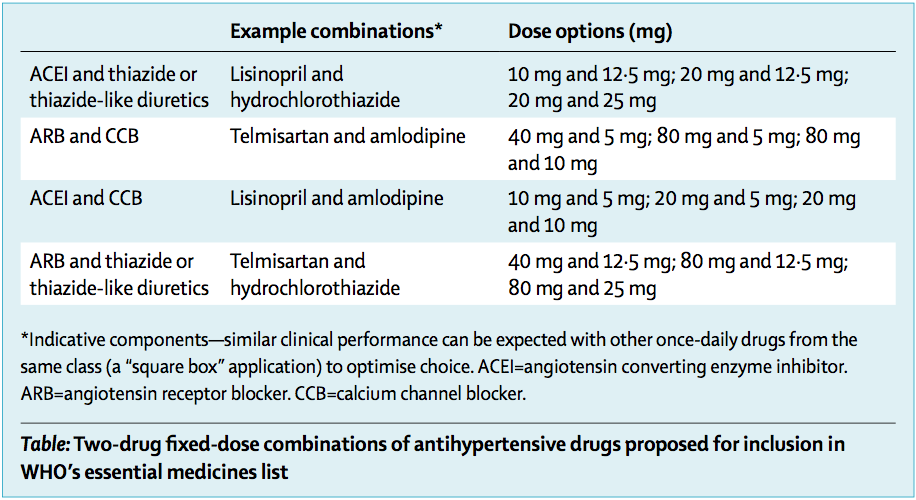 Example combinations* Dose options (mg)
ACEI and thiazide or Lisinopril and 10 mg and 12·5 mg; 20 mg and 12·5 mg;
thiazide-like diuretics hydrochlorothiazide 20 mg and 25 mg
ARB and CCB Telmisartan and amlodipine 40 mg and 5 mg; 80 mg and 5 mg; 80 mg
and 10 mg
ACEI and CCB Lisinopril and amlodipine 10 mg and 5 mg; 20 mg and 5 mg; 20 mg
and 10 mg
ARB and thiazide or Telmisartan and 40 mg and 12·5 mg; 80 mg and 12·5 mg;
thiazide-like diuretics hydrochlorothiazide 80 mg and 25 mg
*Indicative components—similar clinical performance can be expected with other once-daily drugs from the
same class (a “square box” application) to optimise choice. ACEI=angiotensin converting enzyme inhibitor.
ARB=angiotensin receptor blocker. CCB=calcium channel blocker.
Table: Two-drug fixed-dose combinations of antihypertensive drugs proposed for inclusion in
WHO’s essential medicines list